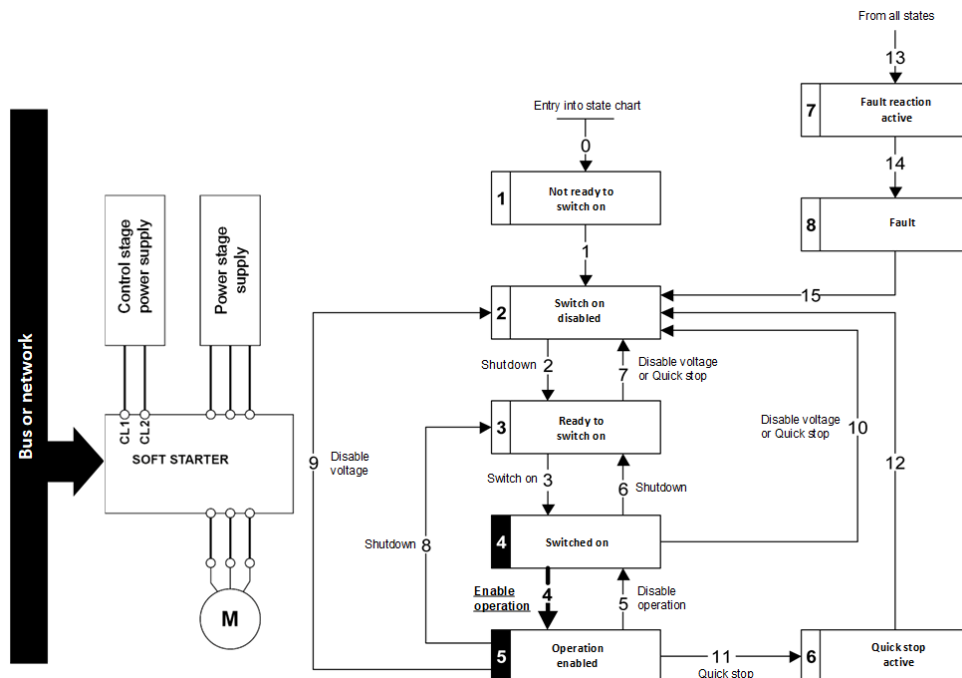 Bus or network
Control stage
power supply
Power stage
supply
CL1
CL2
SOFT STARTER
M
From all states
13
7
Fault reaction
active
14
8
Fault
15
Entry into state chart
0
1
Not ready to
switch on
1
2
Switch on
disabled
Shutdown
2
7
Disable voltage
or Quick stop
3
Ready to
switch on
Switch on
3
6
Shutdown
4
Switched on
Enable
operation
4
5
Disable
operation
5
Operation
enabled
9
Disable
voltage
Shutdown
8
Disable voltage
or Quick stop
10
12
11
Quick stop
6
Quick stop
active